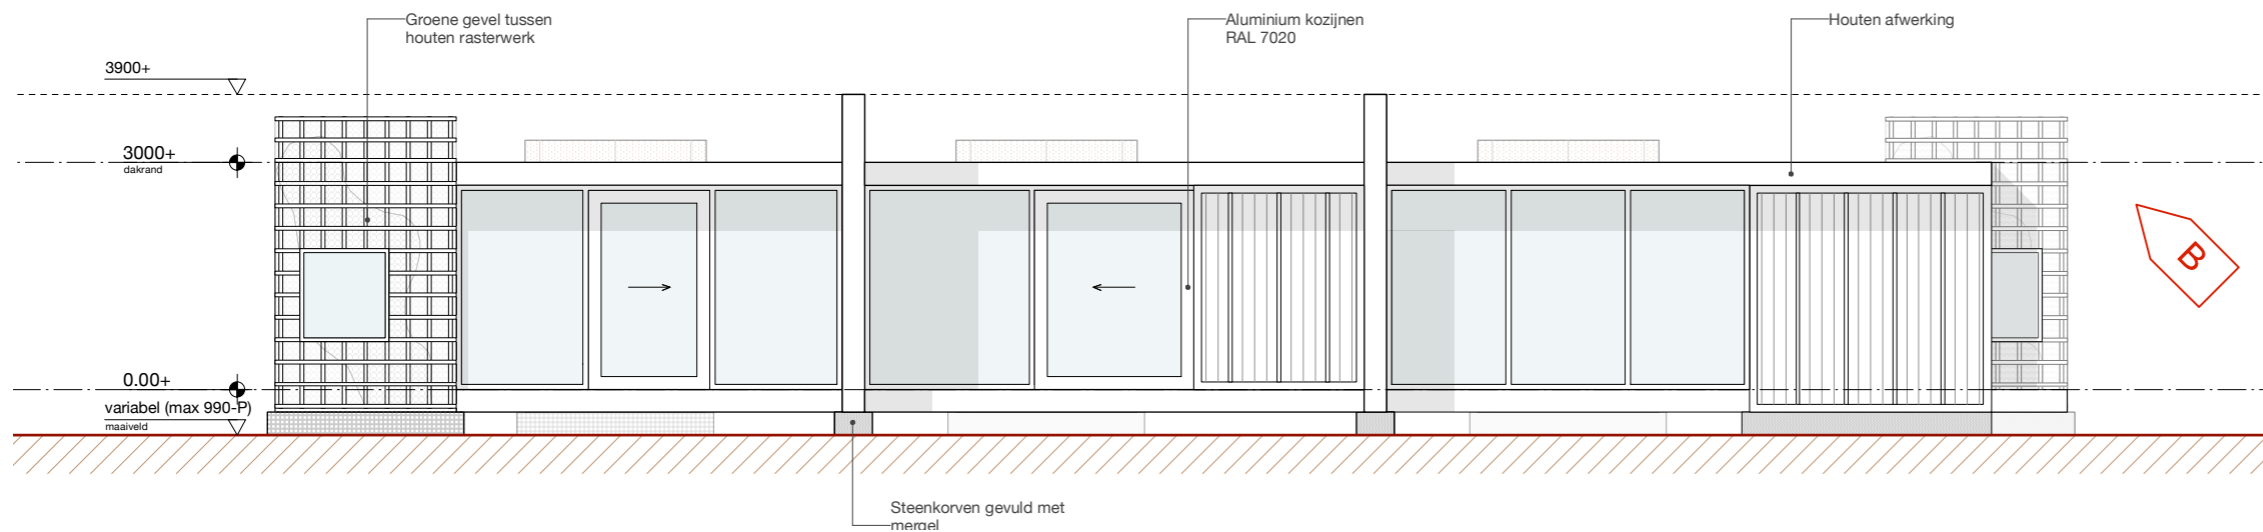 Groene gevel tussen
houten rasterwerk
Aluminium kozijnen
RAL 7020
Houten afwerking
3900+
3000+
dakrand
B
0.00+
variabel (max 990-P)
maaiveld
Steenkorven gevuld met
mergel